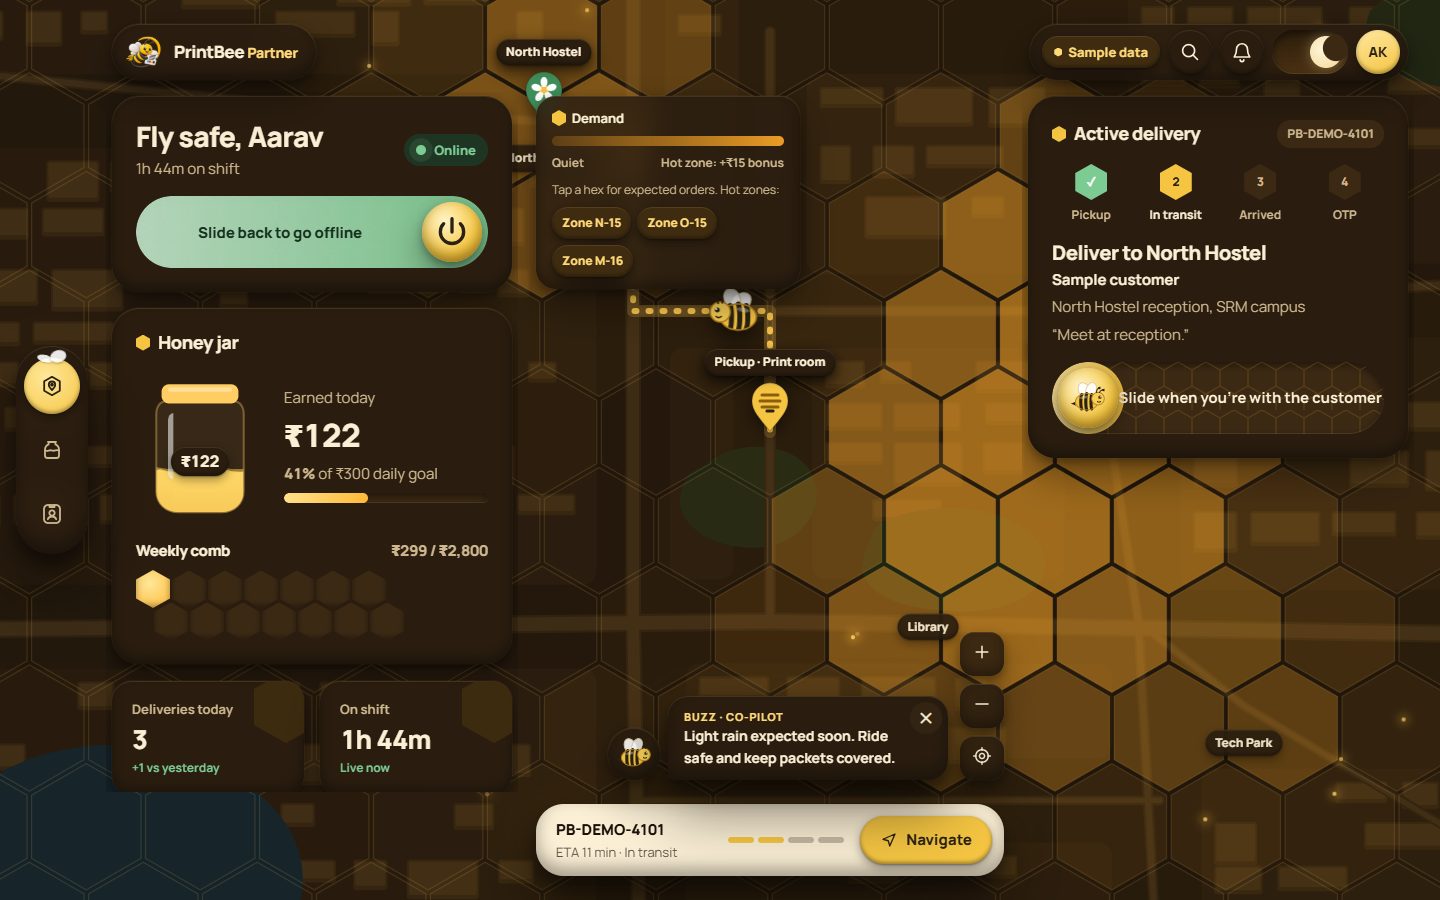 PrintBee Partner
North Hostel
Sample data
AK
Fly safe, Aarav
1h 44m on shift
Online
Slide back to go offline
Demand
Quiet
Hot zone: +₹15 bonus
Tap a hex for expected orders. Hot zones:
Zone N-15
Zone O-15
Zone M-16
Active delivery
PB-DEMO-4101
2
3
4
Pickup
In transit
Arrived
OTP
Deliver to North Hostel
Sample customer
North Hostel reception, SRM campus
“Meet at reception.”
Slide when you're with the customer
Honey jar
₹122
Earned today
₹122
41% of ₹300 daily goal
Weekly comb
₹299 / ₹2,800
Pickup · Print room
Library
Tech Park
Deliveries today
3
+1 vs yesterday
On shift
1h 44m
Live now
BUZZ · CO-PILOT
Light rain expected soon. Ride
safe and keep packets covered.
PB-DEMO-4101
ETA 11 min · In transit
Navigate